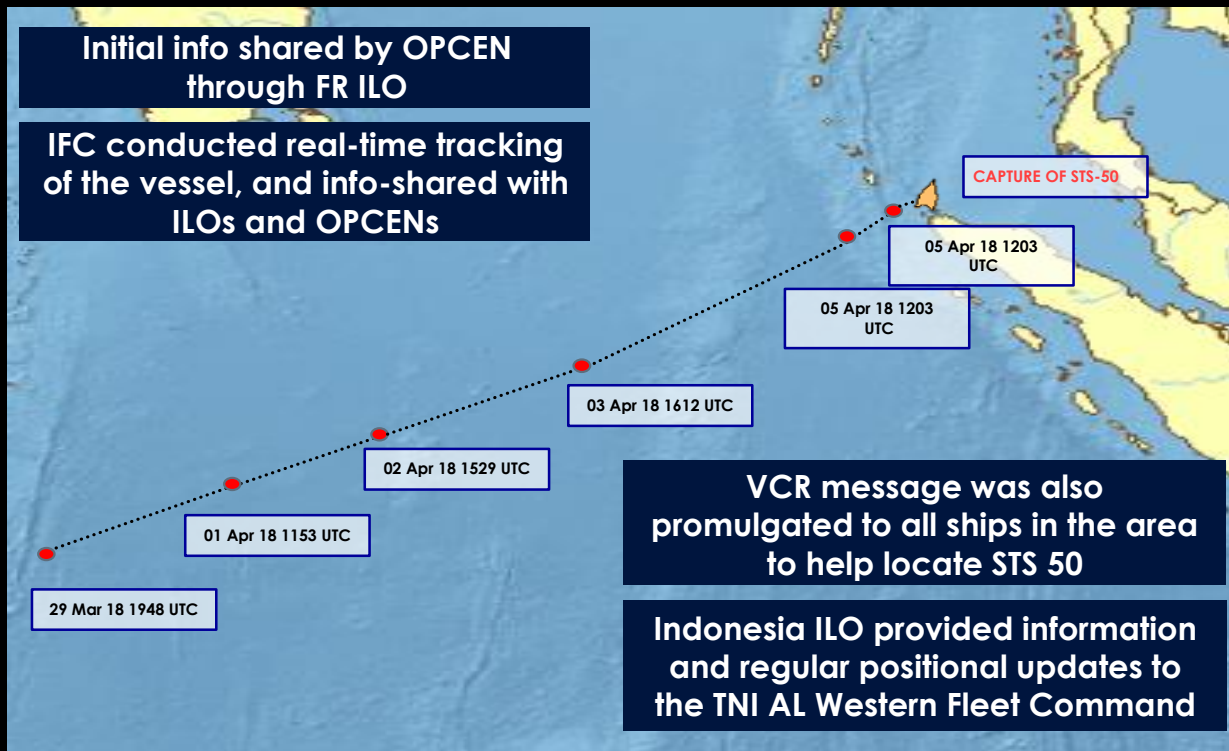 Initial info shared by OPCEN
through FR ILO
IFC conducted real-time tracking
of the vessel, and info-shared with
ILOs and OPCENs
CAPTURE OF STS-50
05 Apr 18 1203
UTC
05 Apr 18 1203
UTC
03 Apr 18 1612 UTC
02 Apr 18 1529 UTC
01 Apr 18 1153 UTC
29 Mar 18 1948 UTC
VCR message was also
promulgated to all ships in the area
to help locate STS 50
Indonesia ILO provided information
and regular positional updates to
the TNI AL Western Fleet Command